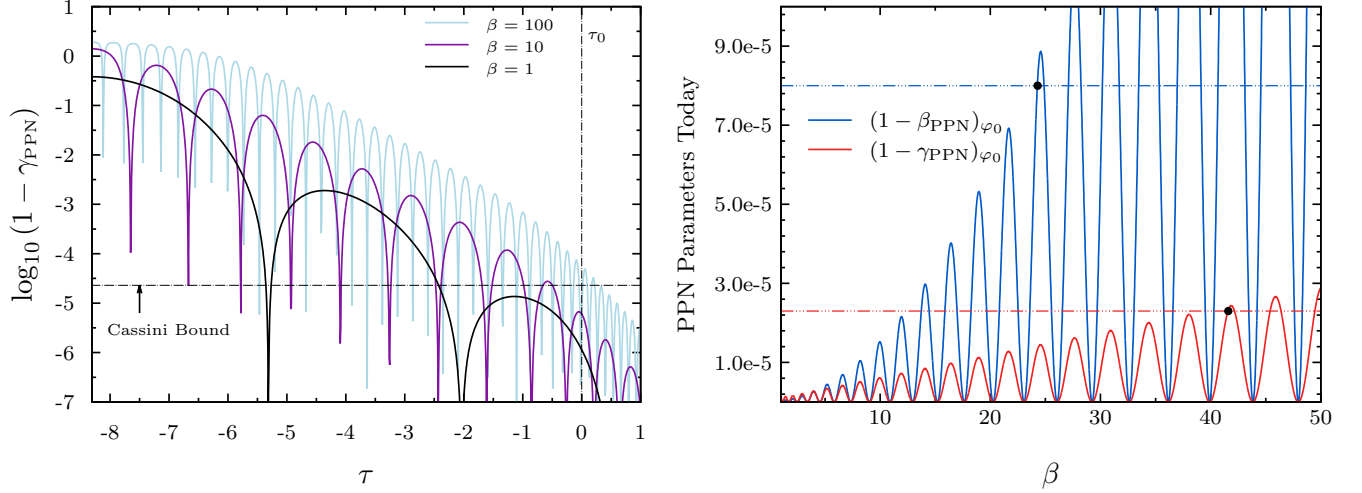 log₁₀(1 − γPPN)
1
0
-1
-2
-3
-4
-5
-6
-7
β = 100
β = 10
β = 1
τ₀
Cassini Bound
-8 -7 -6 -5 -4 -3 -2 -1 0 1
τ
PPN Parameters Today
9.0e-5
7.0e-5
5.0e-5
3.0e-5
1.0e-5
(1 − βPPN)φ₀
(1 − γPPN)φ₀
10 20 30 40 50
β